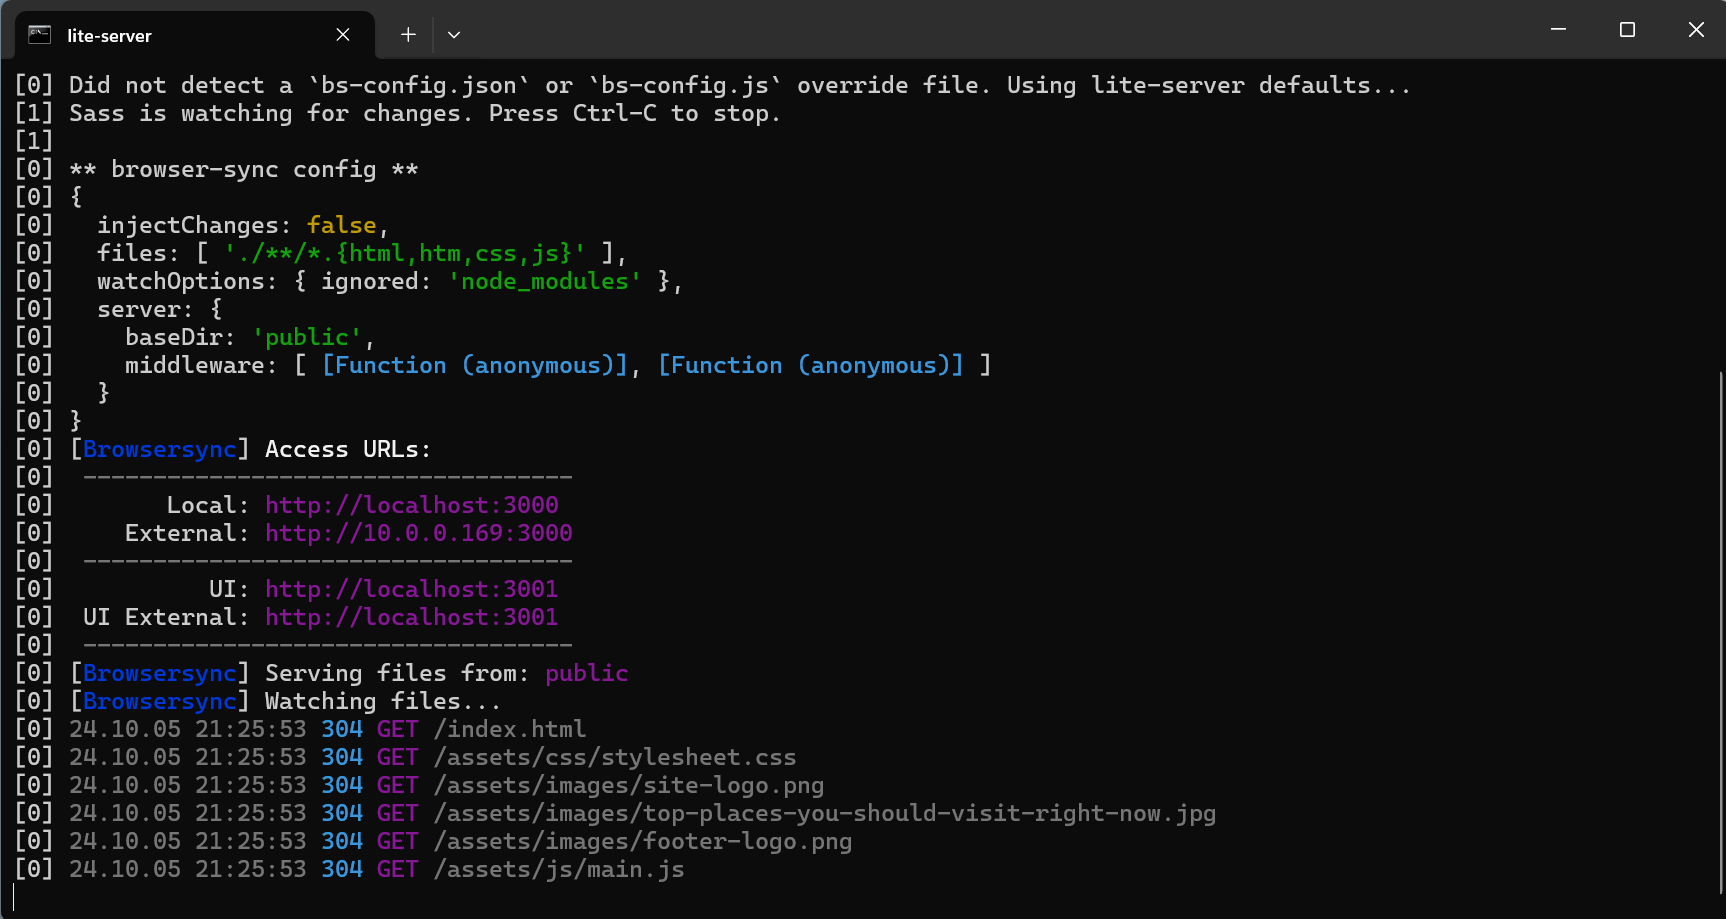 lite-server
[0] Did not detect a `bs-config.json` or `bs-config.js` override file. Using lite-server defaults...
[1] Sass is watching for changes. Press Ctrl-C to stop.
[1]
[0] ** browser-sync config **
[0] {
[0]   injectChanges: false,
[0]   files: [ './**/*.{html,htm,css,js}' ],
[0]   watchOptions: { ignored: 'node_modules' },
[0]   server: {
[0]     baseDir: 'public',
[0]     middleware: [ [Function (anonymous)], [Function (anonymous)] ]
[0]   }
[0] }
[0] [Browsersync] Access URLs:
[0]  -----------------------------------
[0]        Local: http://localhost:3000
[0]     External: http://10.0.0.169:3000
[0]  -----------------------------------
[0]           UI: http://localhost:3001
[0]  UI External: http://localhost:3001
[0]  -----------------------------------
[0] [Browsersync] Serving files from: public
[0] [Browsersync] Watching files...
[0] 24.10.05 21:25:53 304 GET /index.html
[0] 24.10.05 21:25:53 304 GET /assets/css/stylesheet.css
[0] 24.10.05 21:25:53 304 GET /assets/images/site-logo.png
[0] 24.10.05 21:25:53 304 GET /assets/images/top-places-you-should-visit-right-now.jpg
[0] 24.10.05 21:25:53 304 GET /assets/images/footer-logo.png
[0] 24.10.05 21:25:53 304 GET /assets/js/main.js